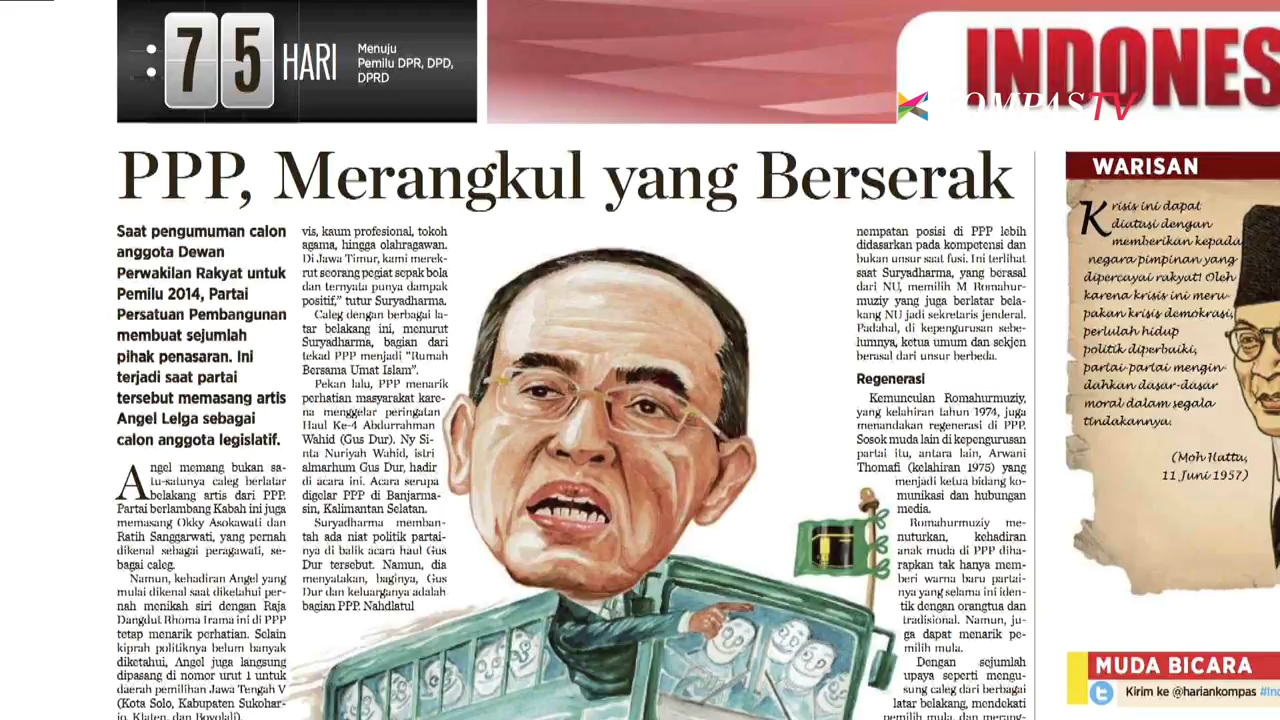 75 HARI
Menuju
Pemilu DPR, DPD,
DPRD
INDONES
KOMPASTV
PPP, Merangkul yang Berserak
Saat pengumuman calon
anggota Dewan
Perwakilan Rakyat untuk
Pemilu 2014, Partai
Persatuan Pembangunan
membuat sejumlah
pihak penasaran. Ini
terjadi saat partai
tersebut memasang artis
Angel Lelga sebagai
calon anggota legislatif.
Angel memang bukan sa-
tu-satunya caleg berlatar
belakang artis dari PPP.
Partai berlambang Kabah ini juga
memasang Okky Asokawati dan
Ratih Sanggarwati, yang pernah
dikenal sebagai peragawati, se-
bagai caleg.
Namun, kehadiran Angel yang
mulai dikenal saat diketahui per-
nah menikah siri dengan Raja
Dangdut Rhoma Irama ini di PPP
tetap menarik perhatian. Selain
kiprah politiknya belum banyak
diketahui, Angel juga langsung
dipasang di nomor urut 1 untuk
daerah pemilihan Jawa Tengah V
(Kota Solo, Kabupaten Sukohar-
jo, Klaten, dan Boyolali).
vis, kaum profesional, tokoh
agama, hingga olahragawan.
Di Jawa Timur, kami merek-
rut seorang pegiat sepak bola
dan ternyata punya dampak
positif,” tutur Suryadharma.
Caleg dengan berbagai la-
tar belakang ini, menurut
Suryadharma, bagian dari
tekad PPP menjadi “Rumah
Bersama Umat Islam”.
Pekan lalu, PPP menarik
perhatian masyarakat kare-
na menggelar peringatan
Haul Ke-4 Abdurrahman
Wahid (Gus Dur). Ny Si-
nta Nuriyah Wahid, istri
almarhum Gus Dur, hadir
di acara ini. Acara serupa
digelar PPP di Banjarma-
sin, Kalimantan Selatan.
Suryadharma memban-
tah ada niat politik partai-
nya di balik acara haul Gus
Dur tersebut. Namun, dia
menyatakan, baginya, Gus
Dur dan keluarganya adalah
bagian PPP. Nahdlatul
nempatan posisi di PPP lebih
didasarkan pada kompetensi dan
bukan unsur saat fusi. Ini terlihat
saat Suryadharma, yang berasal
dari NU, memilih M Romahur-
muziy yang juga berlatar bela-
kang NU jadi sekretaris jenderal.
Padahal, di kepengurusan sebe-
lumnya, ketua umum dan sekjen
berasal dari unsur berbeda.
Regenerasi
Kemunculan Romahurmuziy,
yang kelahiran tahun 1974, juga
menandakan regenerasi di PPP.
Sosok muda lain di kepengurusan
partai itu, antara lain, Arwani
Thomafi (kelahiran 1975) yang
menjadi ketua bidang ko-
munikasi dan hubungan
media.
Romahurmuziy me-
nuturkan, kehadiran
anak muda di PPP diha-
rapkan tak hanya mem-
beri warna baru partai-
nya yang selama ini iden-
tik dengan orangtua dan
tradisional. Namun, ju-
ga dapat menarik pe-
milih mula.
Dengan sejumlah
upaya seperti mengu-
sung caleg dari berbagai
latar belakang, mendekati
pemilih mula, dan merang-
WARISAN
Krisis ini dapat
diatasi dengan
memberikan kepada
negara pimpinan yang
dipercayai rakyat! Oleh
karena krisis ini meru-
pakan krisis demokrasi,
perlulah hidup
politik diperbaiki,
partai-partai mengin-
dahkan dasar-dasar
moral dalam segala
tindakannya.
(Moh Hatta,
11 Juni 1957)
MUDA BICARA
Kirim ke @hariankompas #Ind